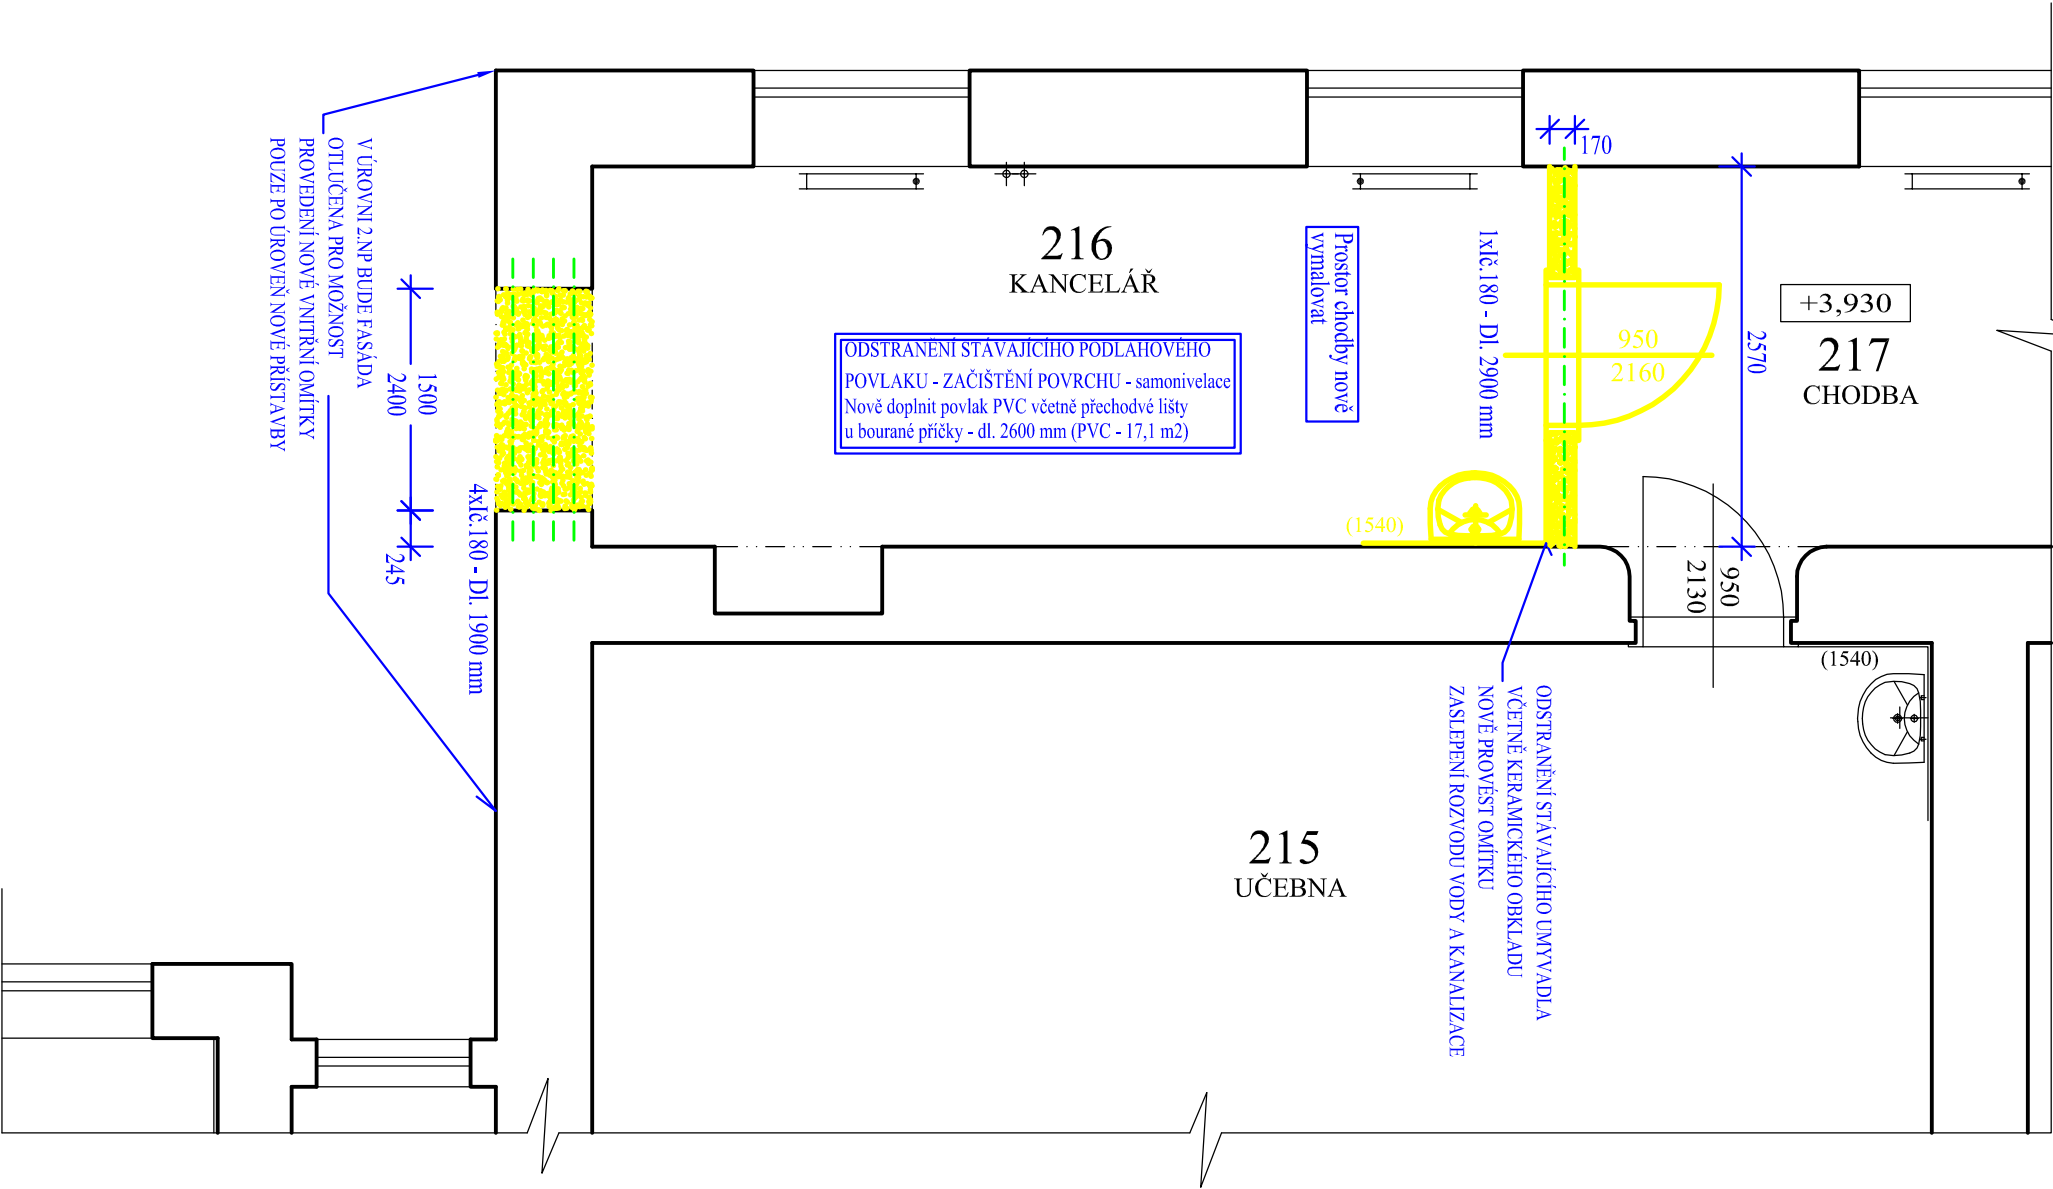 170
216
KANCELÁŘ
ODSTRANĚNÍ STÁVAJÍCÍHO PODLAHOVÉHO
POVLAKU - ZAČIŠTĚNÍ POVRCHU - samonivelace
Nově doplnit povlak PVC včetně přechodvé lišty
u bourané příčky - dl. 2600 mm (PVC - 17,1 m2)
Prostor chodby nově
vymalovat
1xIč.180 - Dl. 2900 mm
950
2160
2570
+3,930
217
CHODBA
V ÚROVNI 2.NP BUDE FASÁDA
OTLUČENA PRO MOŽNOST
PROVEDENÍ NOVÉ VNITŘNÍ OMÍTKY
POUZE PO ÚROVEŇ NOVÉ PŘÍSTAVBY
1500
2400
245
4xIč.180 - Dl. 1900 mm
(1540)
950
2130
(1540)
ODSTRANĚNÍ STÁVAJÍCÍHO UMYVADLA
VČETNĚ KERAMICKÉHO OBKLADU
NOVĚ PROVÉST OMÍTKU
ZASLEPENÍ ROZVODU VODY A KANALIZACE
215
UČEBNA